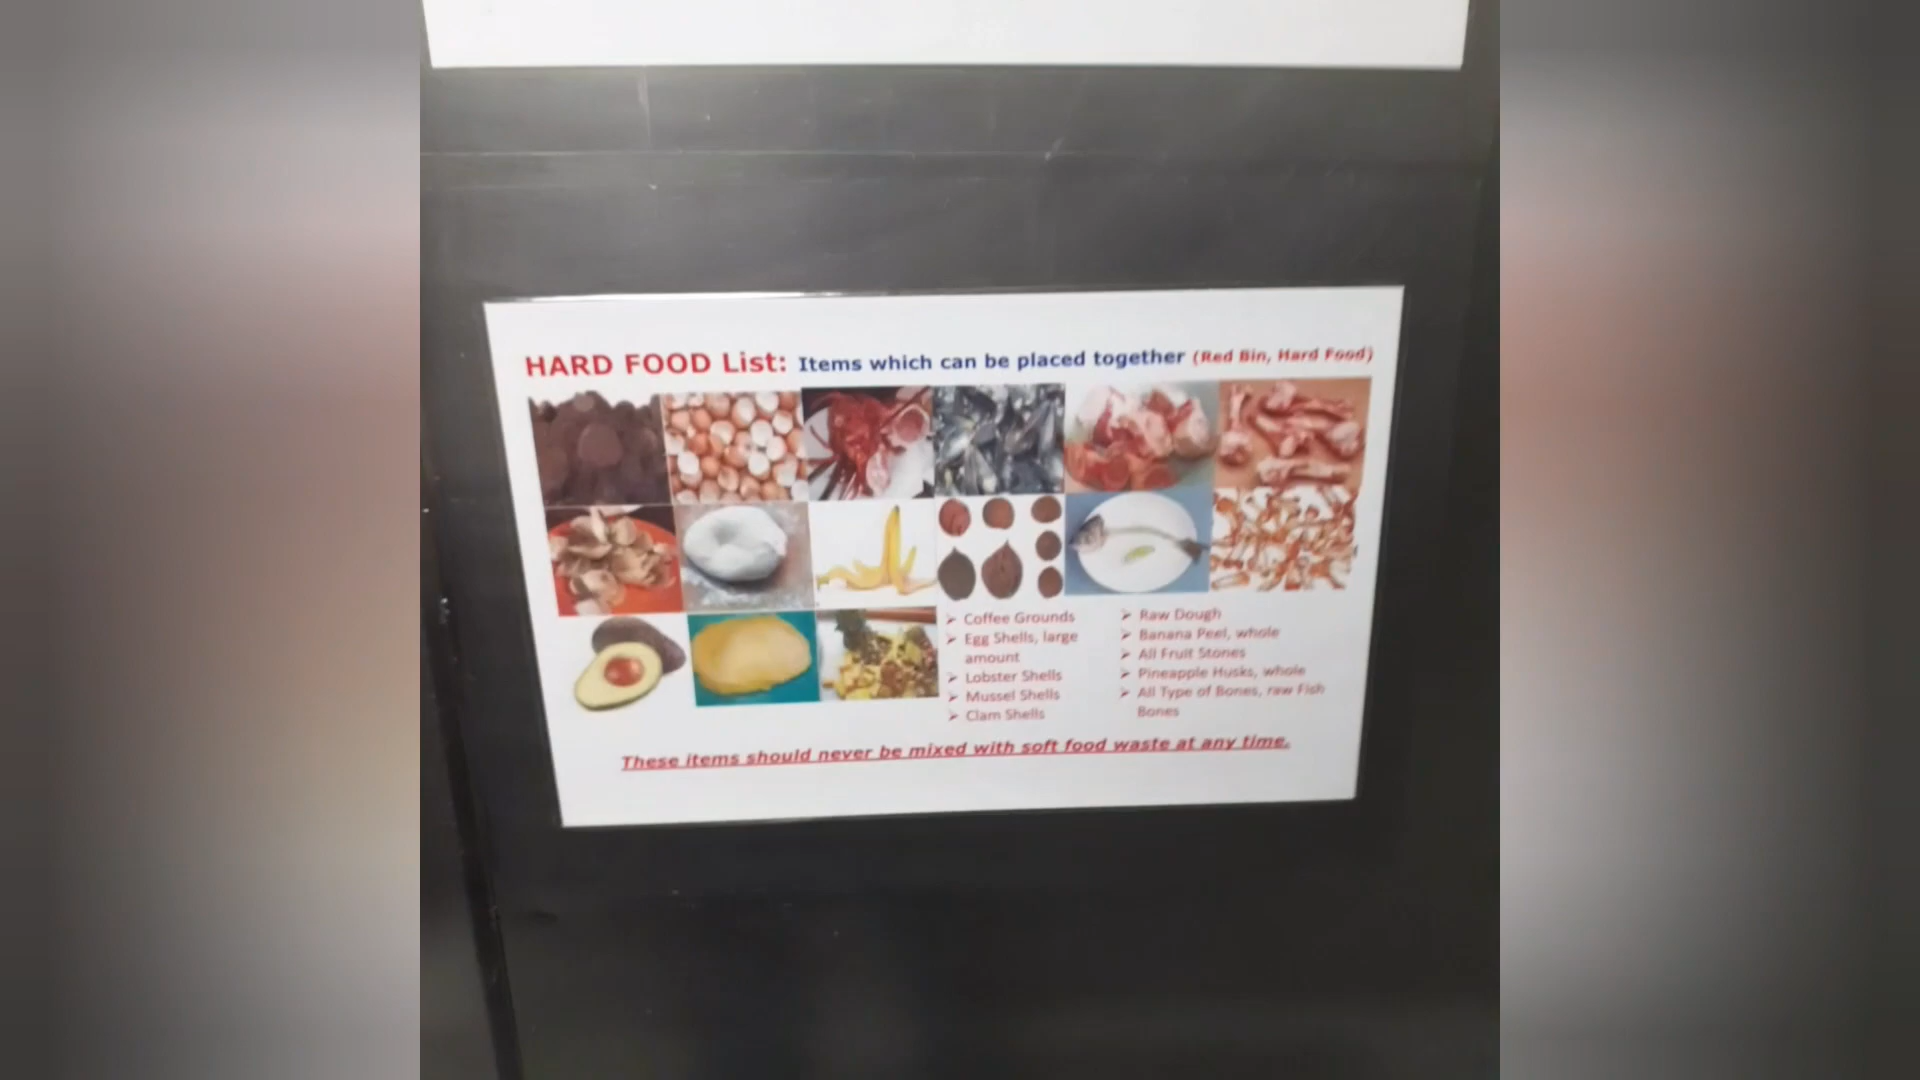 HARD FOOD List: Items which can be placed together (Red Bin, Hard Food)
➢ Coffee Grounds
➢ Egg Shells, large
amount
➢ Lobster Shells
➢ Mussel Shells
➢ Clam Shells
➢ Raw Dough
➢ Banana Peel, whole
➢ All Fruit Stones
➢ Pineapple Husks, whole
➢ All Type of Bones, raw Fish
Bones
These items should never be mixed with soft food waste at any time.